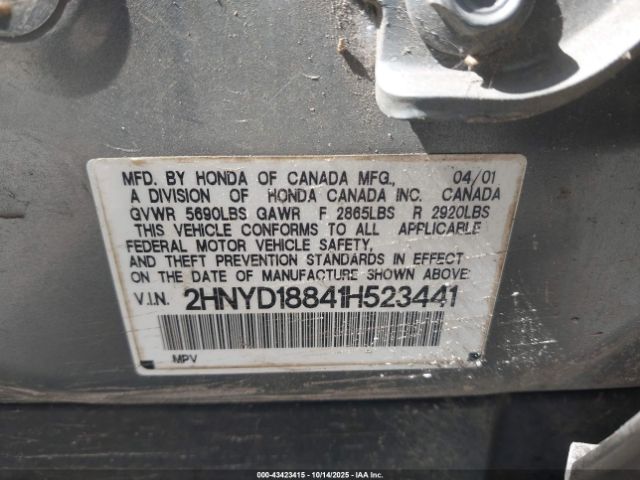 MFD. BY HONDA OF CANADA MFG., 04/01
A DIVISION OF HONDA CANADA INC. CANADA
GVWR 5690LBS GAWR F 2865LBS R 2920LBS
THIS VEHICLE CONFORMS TO ALL APPLICABLE
FEDERAL MOTOR VEHICLE SAFETY,
AND THEFT PREVENTION STANDARDS IN EFFECT
ON THE DATE OF MANUFACTURE SHOWN ABOVE:
V.I.N. 2HNYD18841H523441
MPV
00-43423415 | 10/14/2025 - IAA Inc.